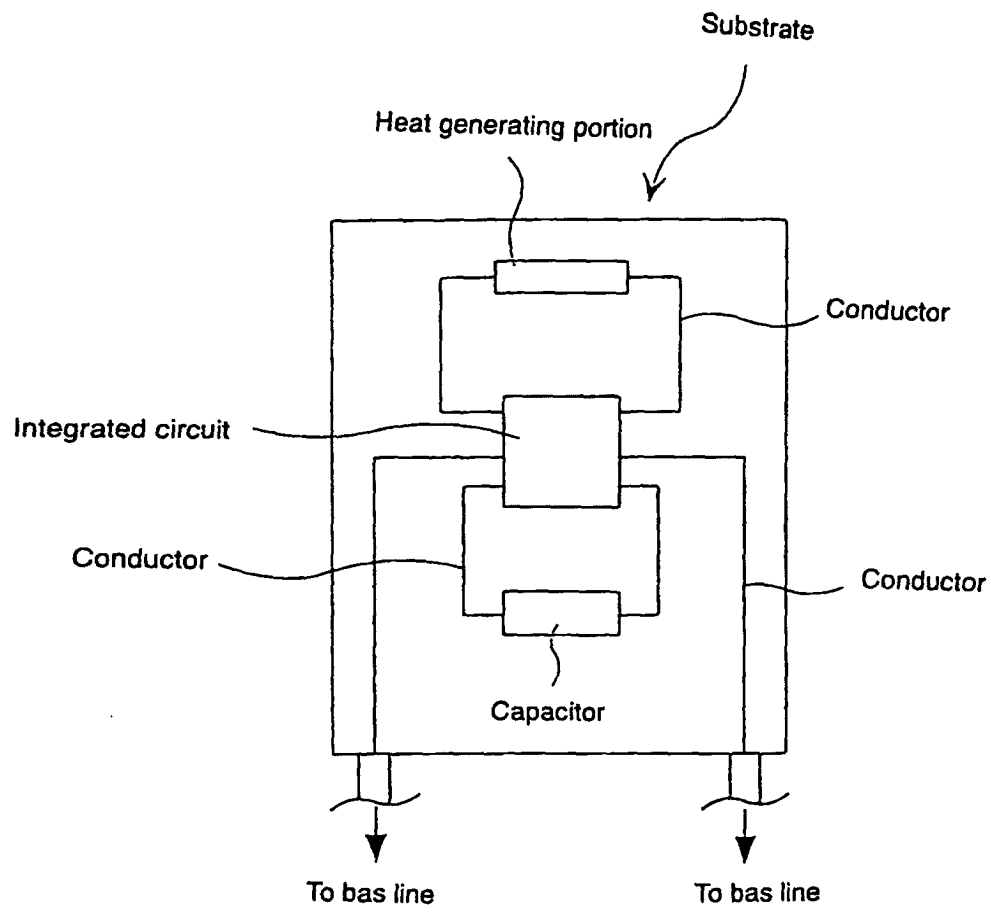 Substrate
Heat generating portion
Conductor
Integrated circuit
Conductor
Conductor
Capacitor
To bas line
To bas line